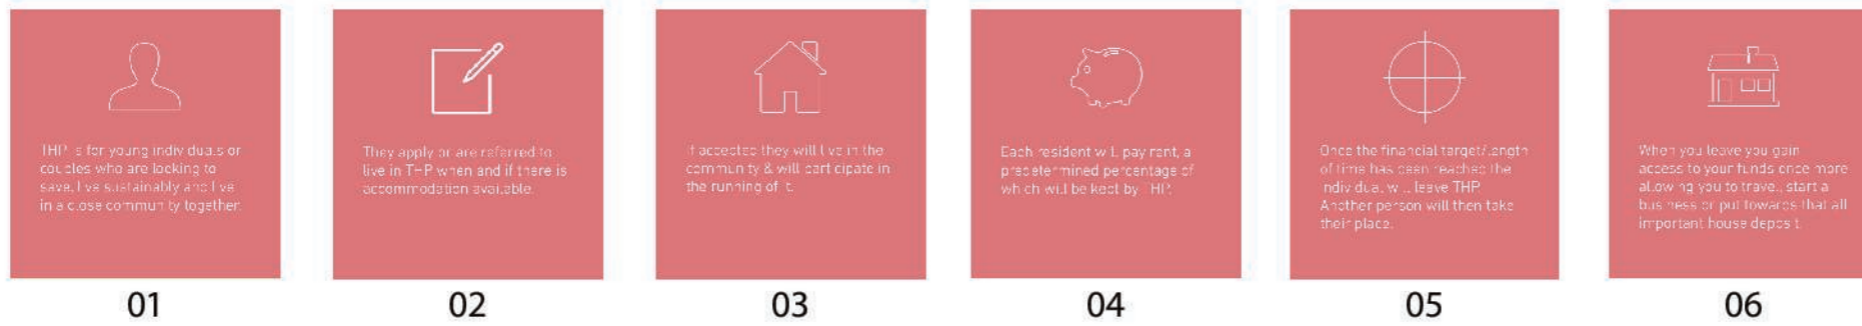 THP is for young individuals or
couples who are looking to
save, live sustainably and live
in a close community together.
They apply or are referred to
live in THP when and if there is
accommodation available.
If accepted they will live in the
community & will participate in
the running of it.
Each resident will pay rent, a
predetermined percentage of
which will be kept by THP.
Once the financial target/length
of time has been reached the
individual will leave THP.
Another person will then take
their place.
When you leave you gain
access to your funds once more
allowing you to travel, start a
business or put towards that all
important house deposit.
01
02
03
04
05
06